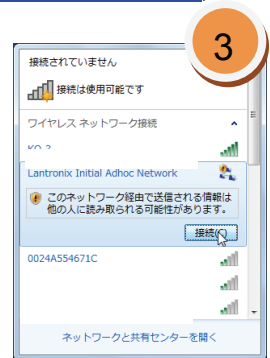 3
接続されていません
接続は使用可能です
ワイヤレス ネットワーク接続
Lantronix Initial Adhoc Network
このネットワーク経由で送信される情報は
他の人に読み取られる可能性があります。
接続(C)
0024A554671C
ネットワークと共有センターを開く